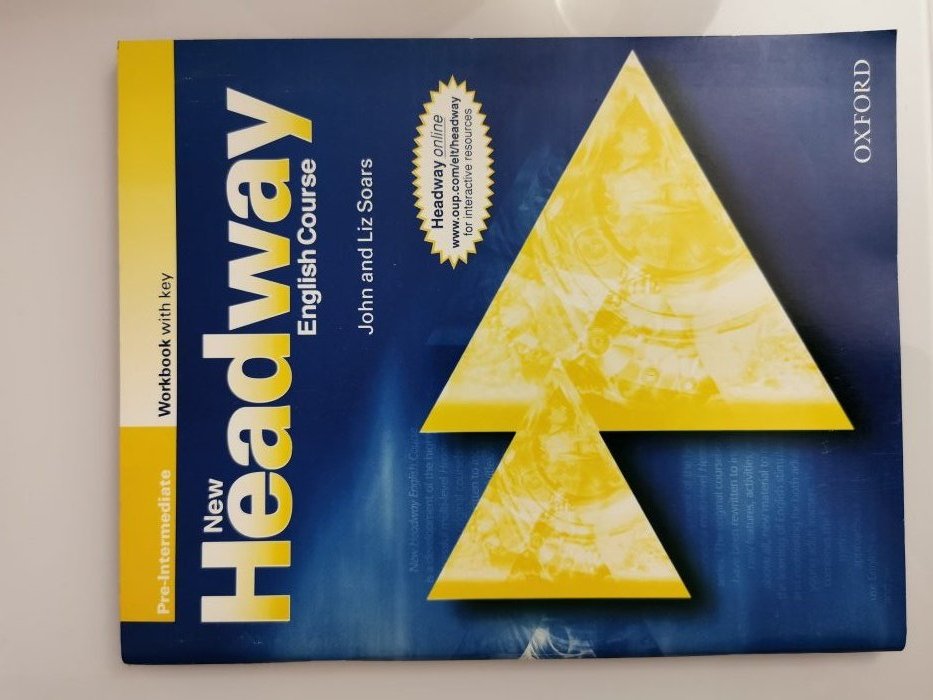 Pre-Intermediate
Workbook with key
New
Headway
English Course
John and Liz Soars
Headway online
www.oup.com/elt/headway
for interactive resources
OXFORD